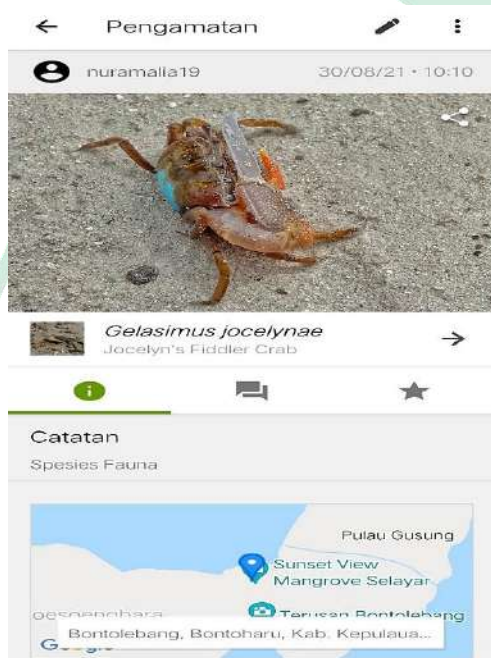 Pengamatan
nuramalia19
30/08/21 • 10:10
Gelasimus jocelynae
Jocelyn's Fiddler Crab
Catatan
Spesies Fauna
Pulau Gusung
Sunset View
Mangrove Selayar
Terusan Bontolebang
Bontolebang, Bontoharu, Kab. Kepulaua...